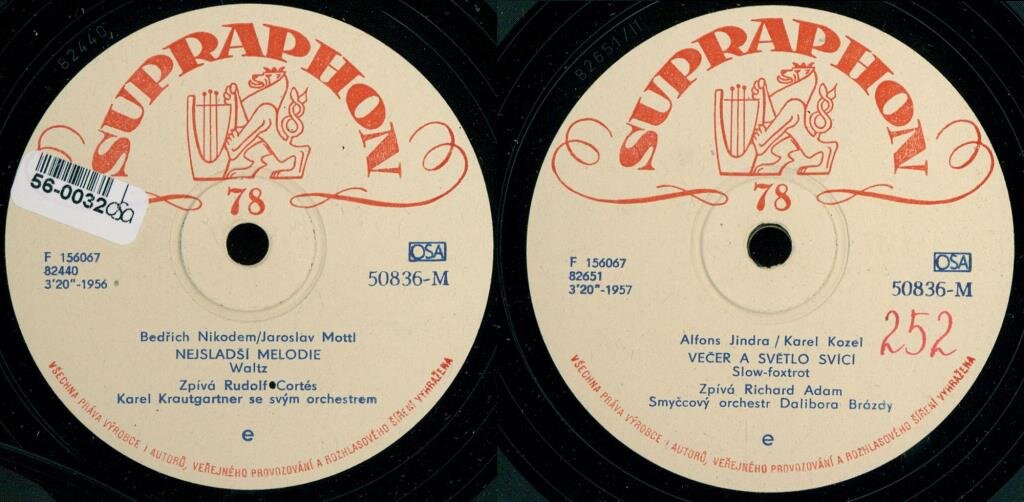 82440
SUPRAPHON
78
56-0032
osa
F 156067
82440
3'20"-1956
OSA
50836-M
Bedřich Nikodem/Jaroslav Mottl
NEJSLADŠÍ MELODIE
Waltz
Zpívá Rudolf Cortés
Karel Krautgartner se svým orchestrem
e
VŠECHNA PRÁVA VÝROBCE I AUTORŮ, VEŘEJNÉHO PROVOZOVÁNÍ A ROZHLASOVÉHO ŠÍŘENÍ VYHRAŽENA
82651/II
SUPRAPHON
78
F 156067
82651
3'20"-1957
OSA
50836-M
252
Alfons Jindra / Karel Kozel
VEČER A SVĚTLO SVÍCÍ
Slow-foxtrot
Zpívá Richard Adam
Smyčcový orchestr Dalibora Brázdy
e
VŠECHNA PRÁVA VÝROBCE I AUTORŮ, VEŘEJNÉHO PROVOZOVÁNÍ A ROZHLASOVÉHO ŠÍŘENÍ VYHRAŽENA